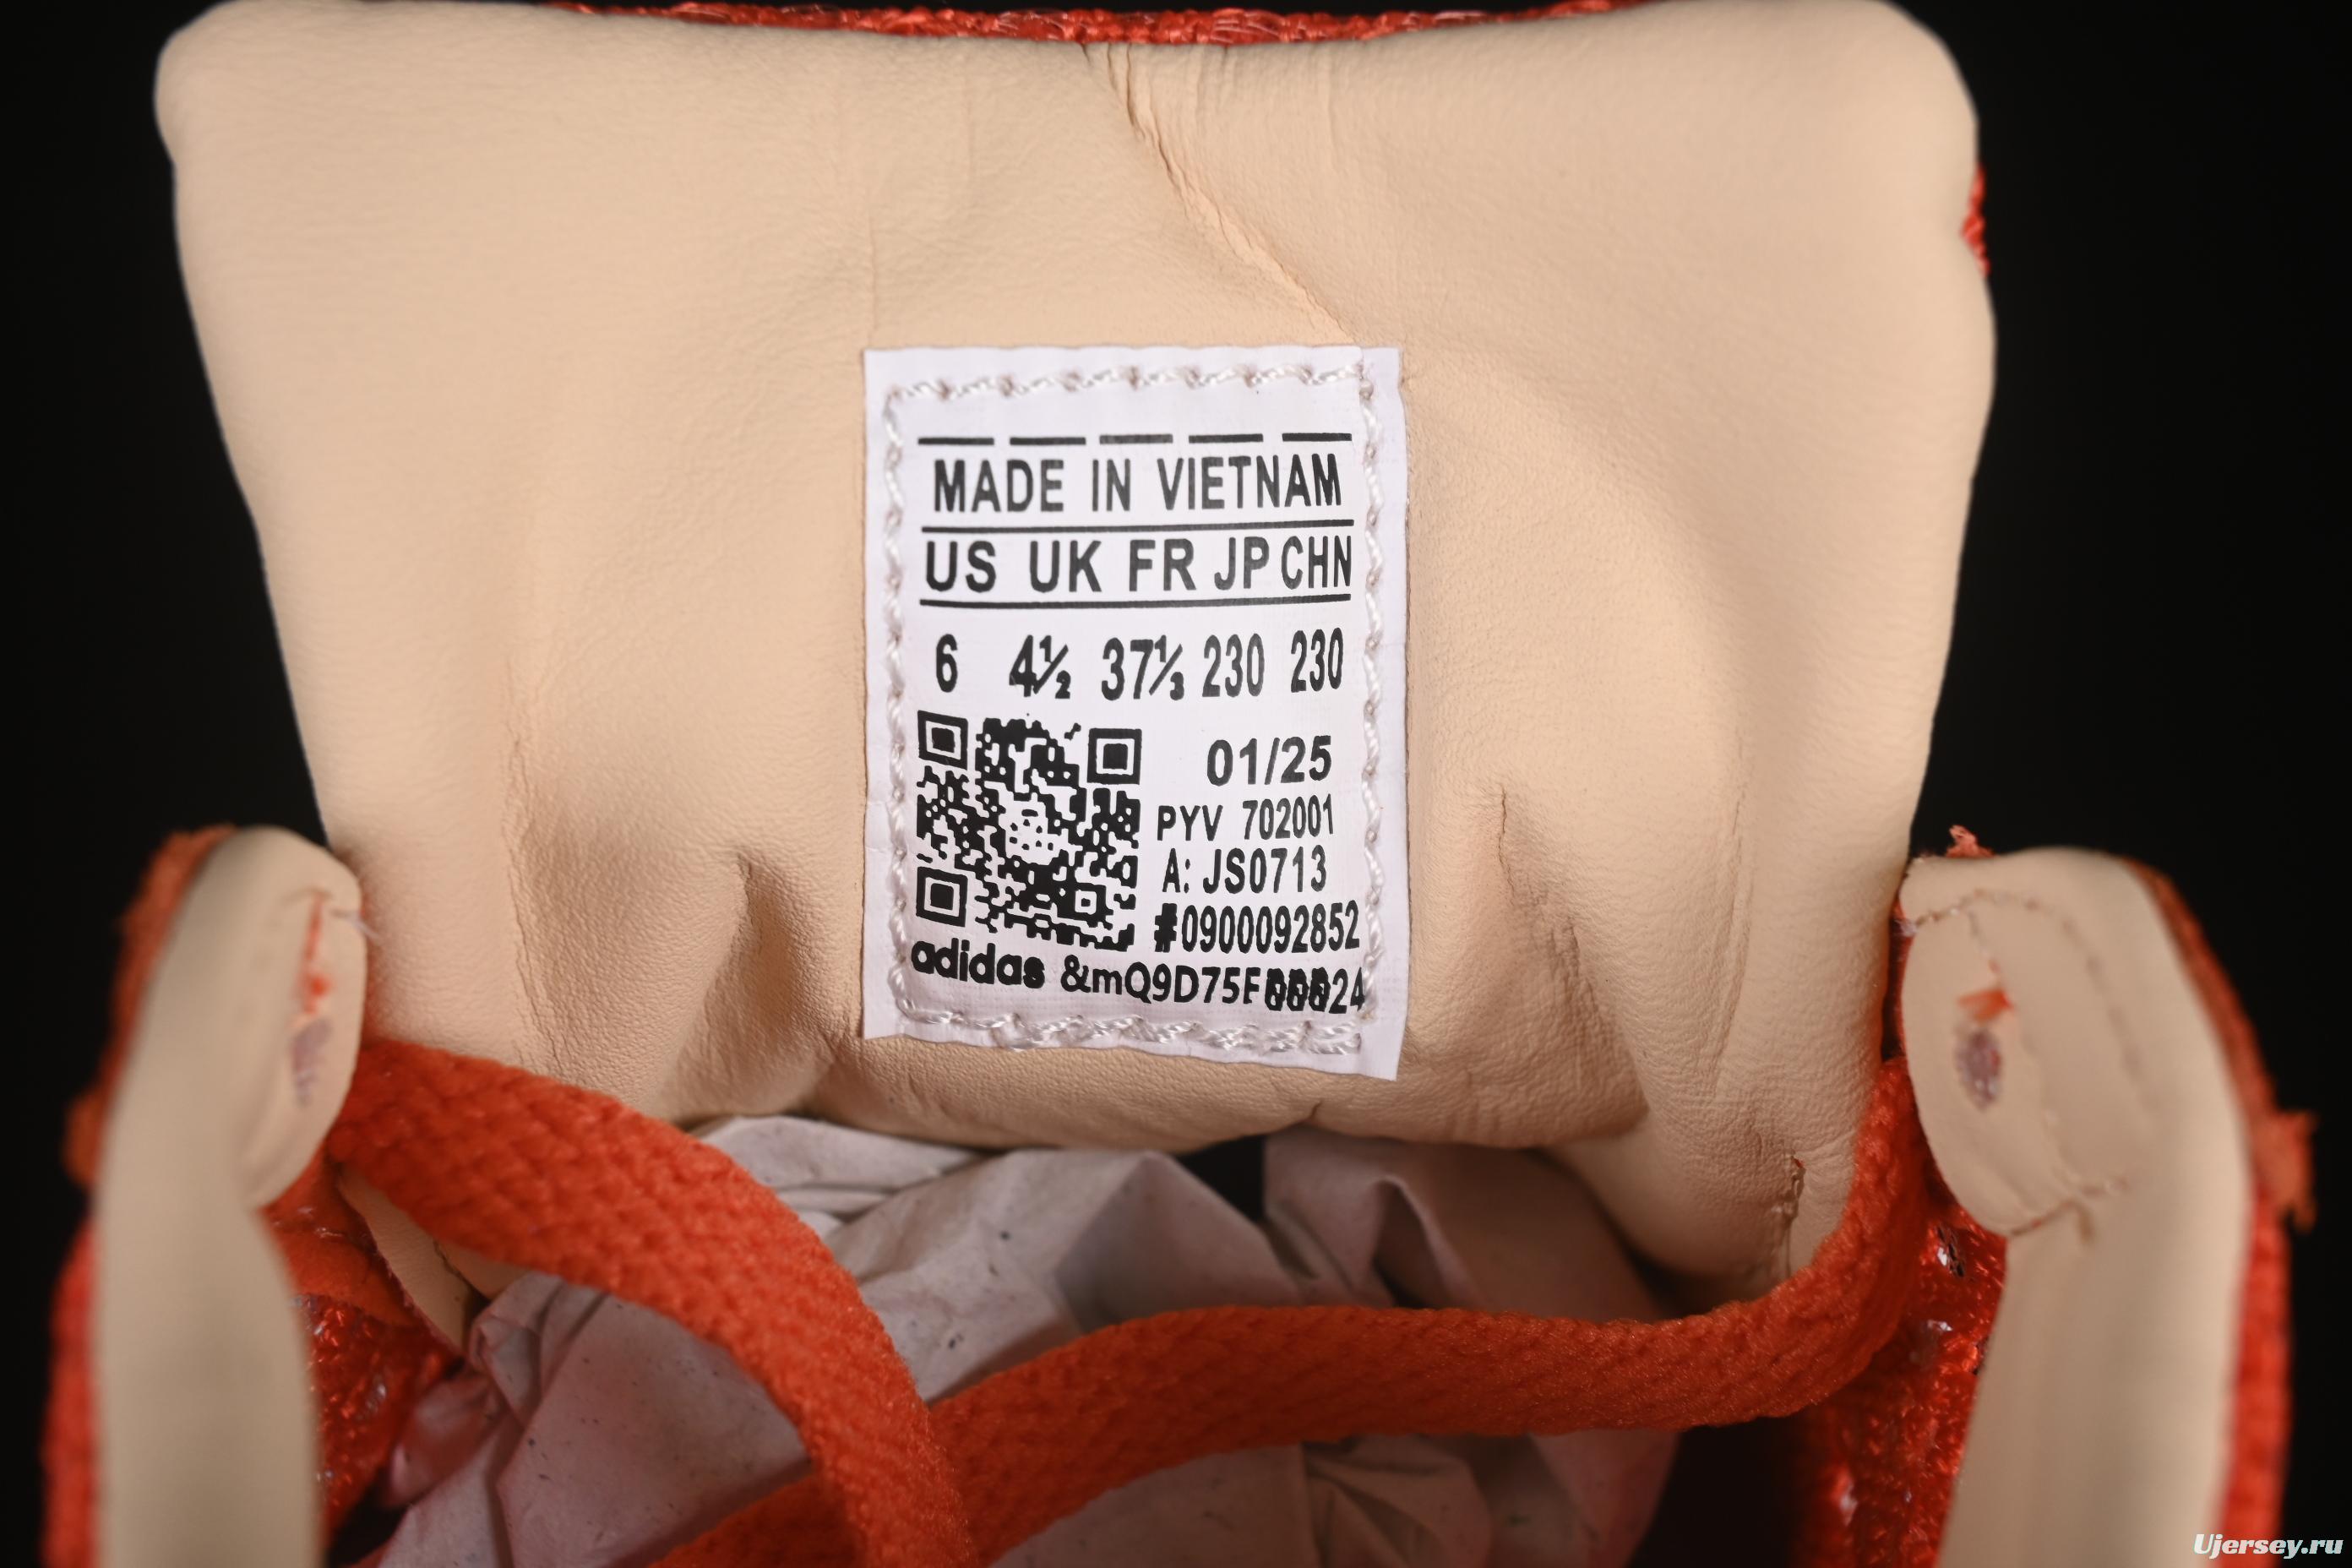 MADE IN VIETNAM
US UK FR JP CHN
6 4½ 37⅓ 230 230
01/25
PYV 702001
A: JS0713
#0900092852
adidas
Ujersey.ru